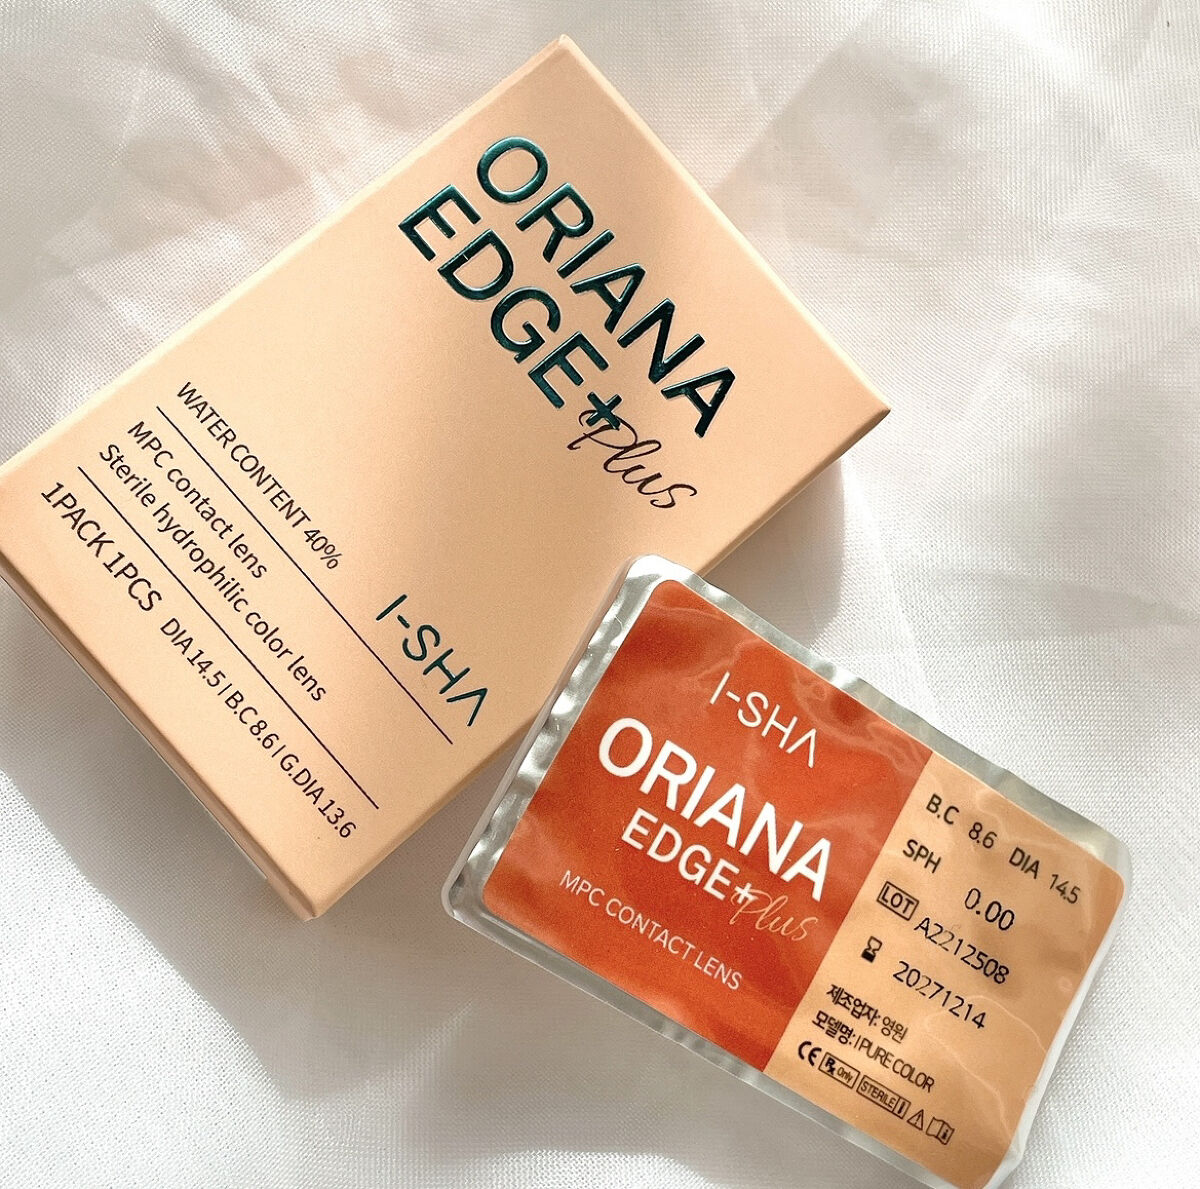 ORIANA
EDGE+
Plus
WATER CONTENT 40%
MPC contact lens
Sterile hydrophilic color lens
1PACK 1PCS DIA 14.5 | B.C 8.6 | G.DIA 13.6
I-SHA
I-SHA
ORIANA
EDGE+
Plus
MPC CONTACT LENS
B.C 8.6 DIA 14.5
SPH 0.00
LOT A2212508
20271214
제조업자: 영원
모델명: I PURE COLOR
CE Rx Only STERILE